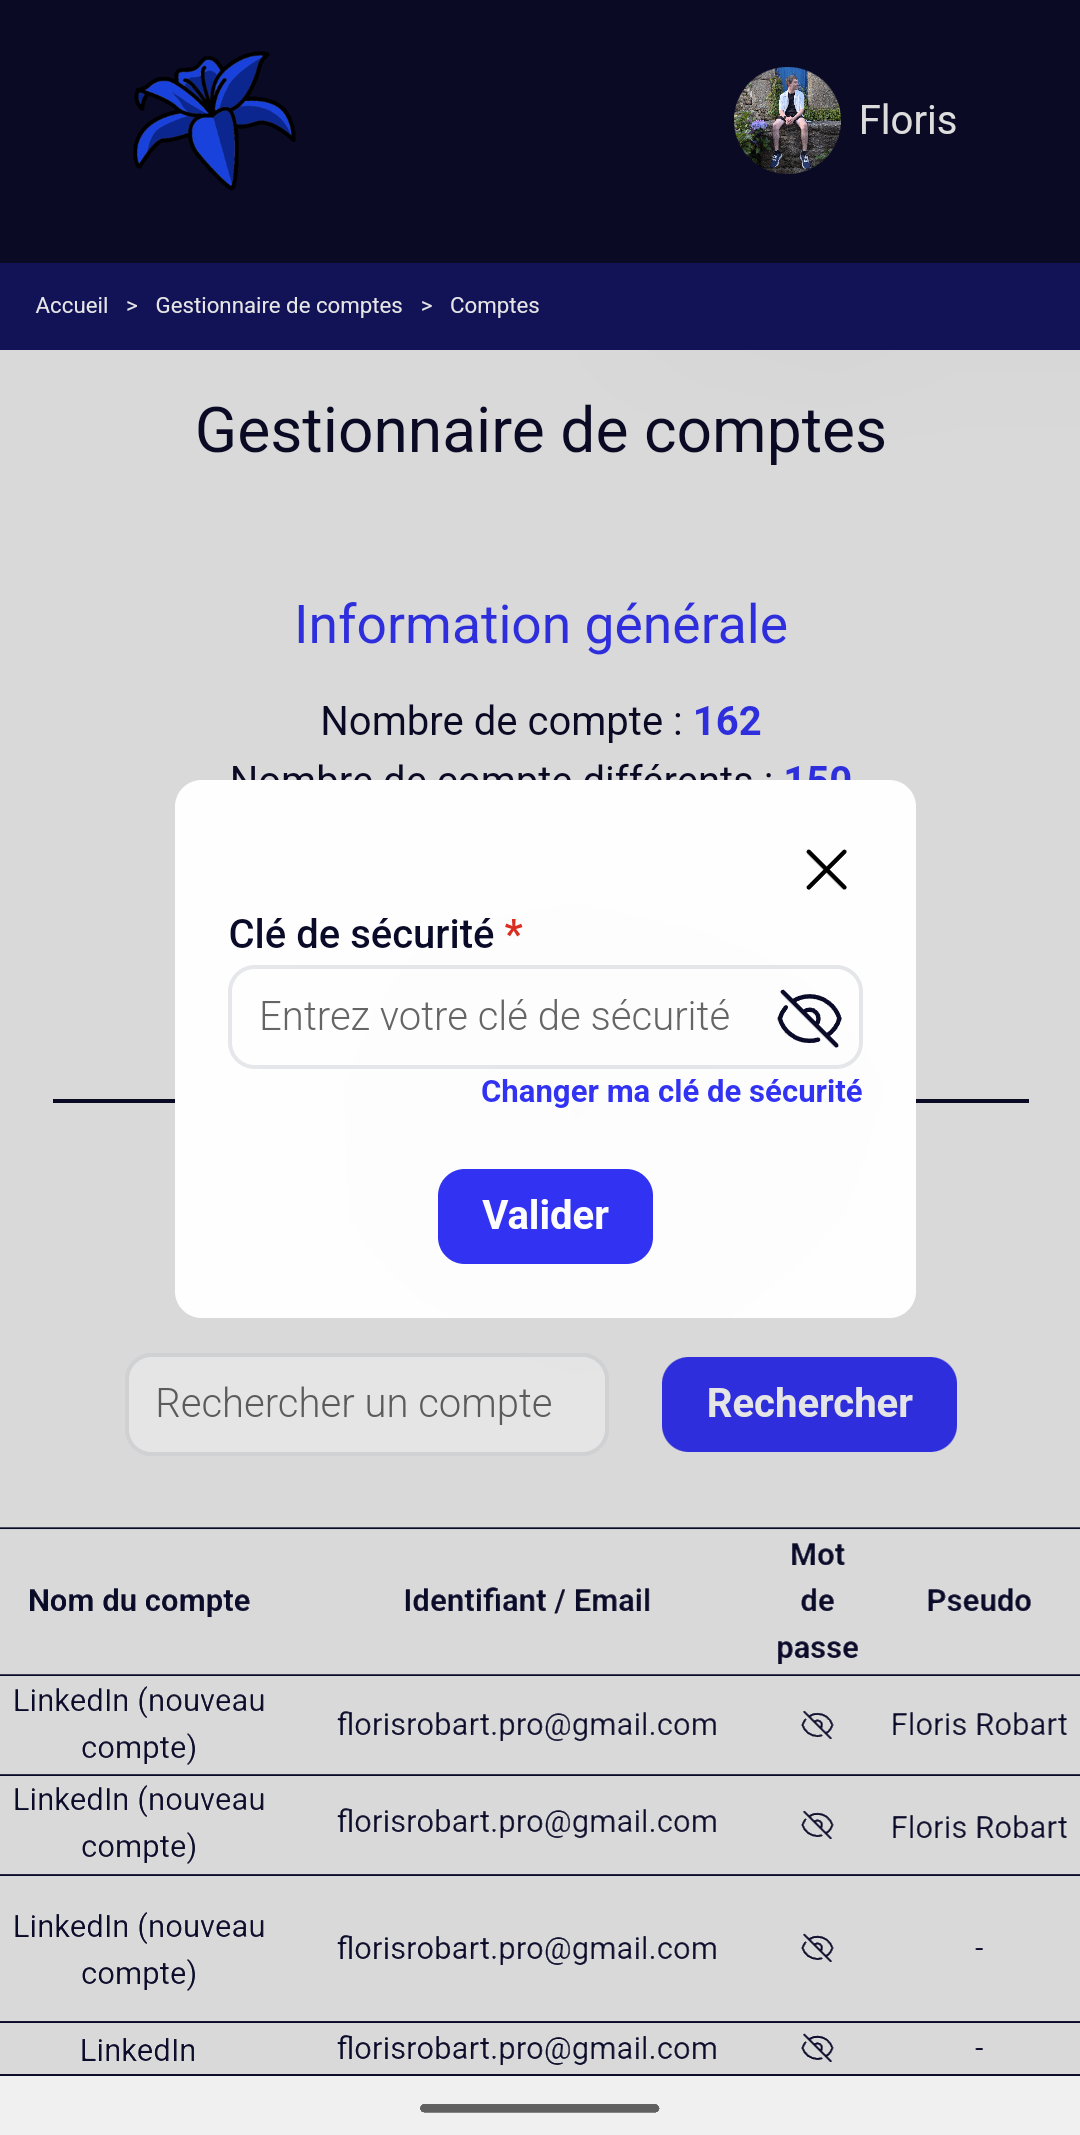 Floris
Accueil > Gestionnaire de comptes > Comptes
Gestionnaire de comptes
Information générale
Nombre de compte : 162
Nombre de compte différents : 150
Clé de sécurité *
Entrez votre clé de sécurité
Changer ma clé de sécurité
Valider
Rechercher un compte
Rechercher
Nom du compte
Identifiant / Email
Mot
de
passe
Pseudo
LinkedIn (nouveau
compte)
florisrobart.pro@gmail.com
Floris Robart
LinkedIn (nouveau
compte)
florisrobart.pro@gmail.com
Floris Robart
LinkedIn (nouveau
compte)
florisrobart.pro@gmail.com
-
LinkedIn
florisrobart.pro@gmail.com
-